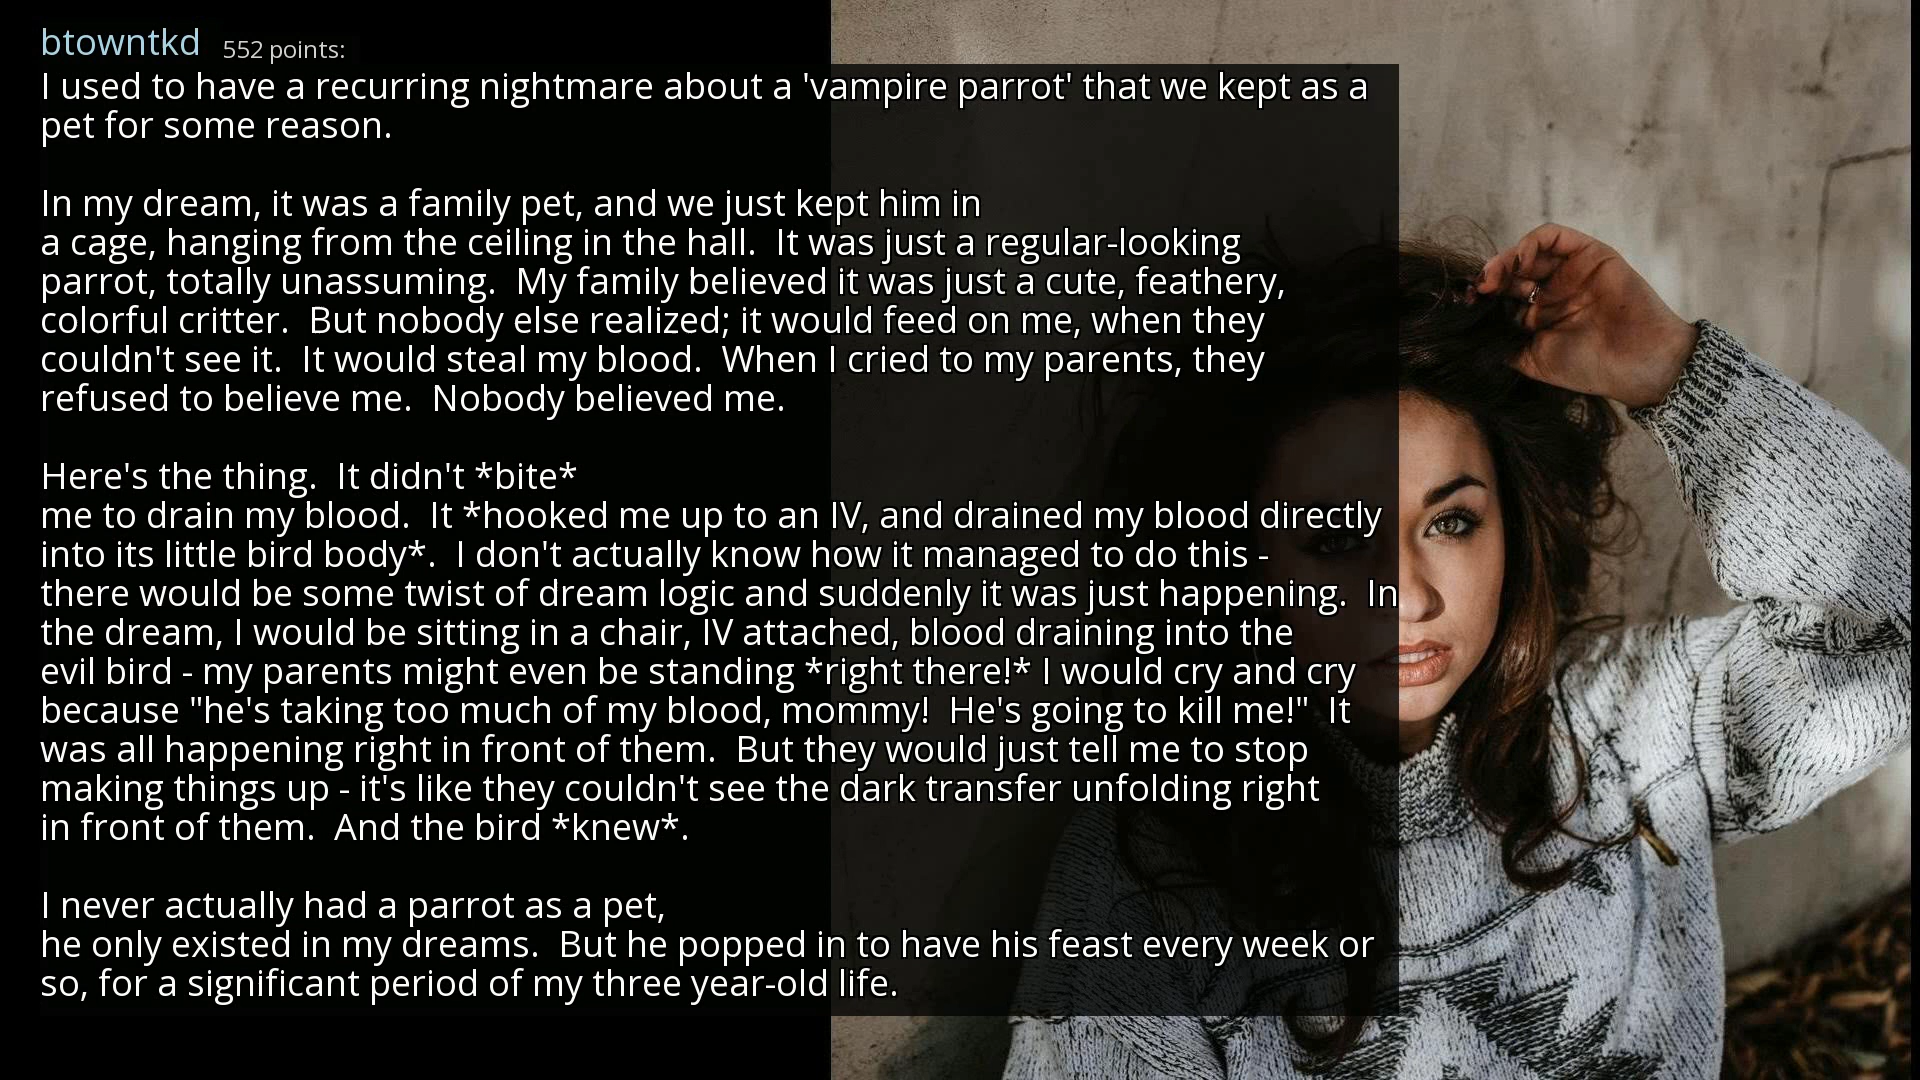 btowntkd 552 points:
I used to have a recurring nightmare about a 'vampire parrot' that we kept as a
pet for some reason.
In my dream, it was a family pet, and we just kept him in
a cage, hanging from the ceiling in the hall.  It was just a regular-looking
parrot, totally unassuming.  My family believed it was just a cute, feathery,
colorful critter.  But nobody else realized; it would feed on me, when they
couldn't see it.  It would steal my blood.  When I cried to my parents, they
refused to believe me.  Nobody believed me.
Here's the thing.  It didn't *bite*
me to drain my blood.  It *hooked me up to an IV, and drained my blood directly
into its little bird body*.  I don't actually know how it managed to do this -
there would be some twist of dream logic and suddenly it was just happening.  In
the dream, I would be sitting in a chair, IV attached, blood draining into the
evil bird - my parents might even be standing *right there!* I would cry and cry
because "he's taking too much of my blood, mommy!  He's going to kill me!"  It
was all happening right in front of them.  But they would just tell me to stop
making things up - it's like they couldn't see the dark transfer unfolding right
in front of them.  And the bird *knew*.
I never actually had a parrot as a pet,
he only existed in my dreams.  But he popped in to have his feast every week or
so, for a significant period of my three year-old life.